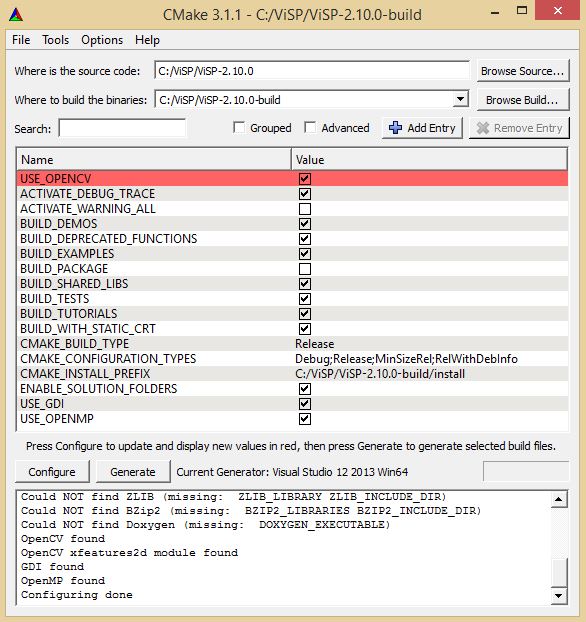 CMake 3.1.1 - C:/ViSP/ViSP-2.10.0-build
File Tools Options Help
Where is the source code: C:/ViSP/ViSP-2.10.0 Browse Source...
Where to build the binaries: C:/ViSP/ViSP-2.10.0-build Browse Build...
Search: Grouped Advanced Add Entry Remove Entry
Name Value
USE_OPENCV
ACTIVATE_DEBUG_TRACE
ACTIVATE_WARNING_ALL
BUILD_DEMOS
BUILD_DEPRECATED_FUNCTIONS
BUILD_EXAMPLES
BUILD_PACKAGE
BUILD_SHARED_LIBS
BUILD_TESTS
BUILD_TUTORIALS
BUILD_WITH_STATIC_CRT
CMAKE_BUILD_TYPE Release
CMAKE_CONFIGURATION_TYPES Debug;Release;MinSizeRel;RelWithDebInfo
CMAKE_INSTALL_PREFIX C:/ViSP/ViSP-2.10.0-build/install
ENABLE_SOLUTION_FOLDERS
USE_GDI
USE_OPENMP
Press Configure to update and display new values in red, then press Generate to generate selected build files.
Configure Generate Current Generator: Visual Studio 12 2013 Win64
Could NOT find ZLIB (missing:  ZLIB_LIBRARY ZLIB_INCLUDE_DIR)
Could NOT find BZip2 (missing:  BZIP2_LIBRARIES BZIP2_INCLUDE_DIR)
Could NOT find Doxygen (missing:  DOXYGEN_EXECUTABLE)
OpenCV found
OpenCV xfeatures2d module found
GDI found
OpenMP found
Configuring done